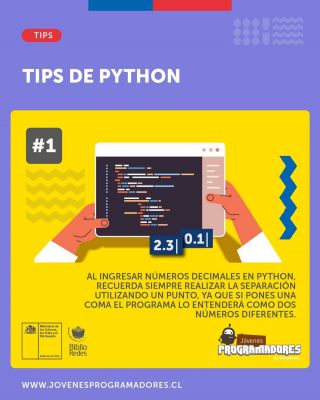 TIPS
TIPS DE PYTHON
#1
2.3|
0.1|
AL INGRESAR NÚMEROS DECIMALES EN PYTHON,
RECUERDA SIEMPRE REALIZAR LA SEPARACIÓN
UTILIZANDO UN PUNTO, YA QUE SI PONES UNA
COMA EL PROGRAMA LO ENTENDERÁ COMO DOS
NÚMEROS DIFERENTES.
Biblio
Redes
Jóvenes
PROGRAMADORES
WWW.JOVENESPROGRAMADORES.CL